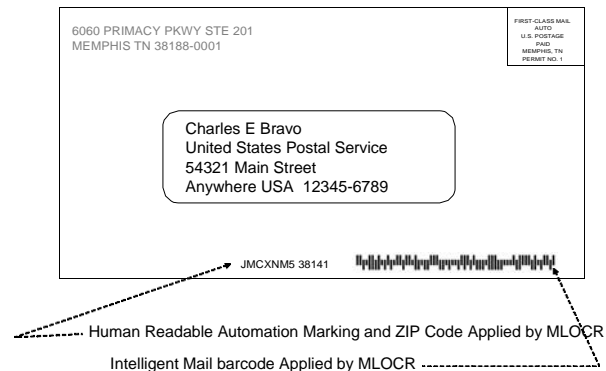 6060 PRIMACY PKWY STE 201
MEMPHIS TN 38188-0001
FIRST-CLASS MAIL
AUTO
U.S. POSTAGE
PAID
MEMPHIS, TN
PERMIT NO. 1
Charles E Bravo
United States Postal Service
54321 Main Street
Anywhere USA 12345-6789
JMCXNM5 38141
Human Readable Automation Marking and ZIP Code Applied by MLOCR
Intelligent Mail barcode Applied by MLOCR